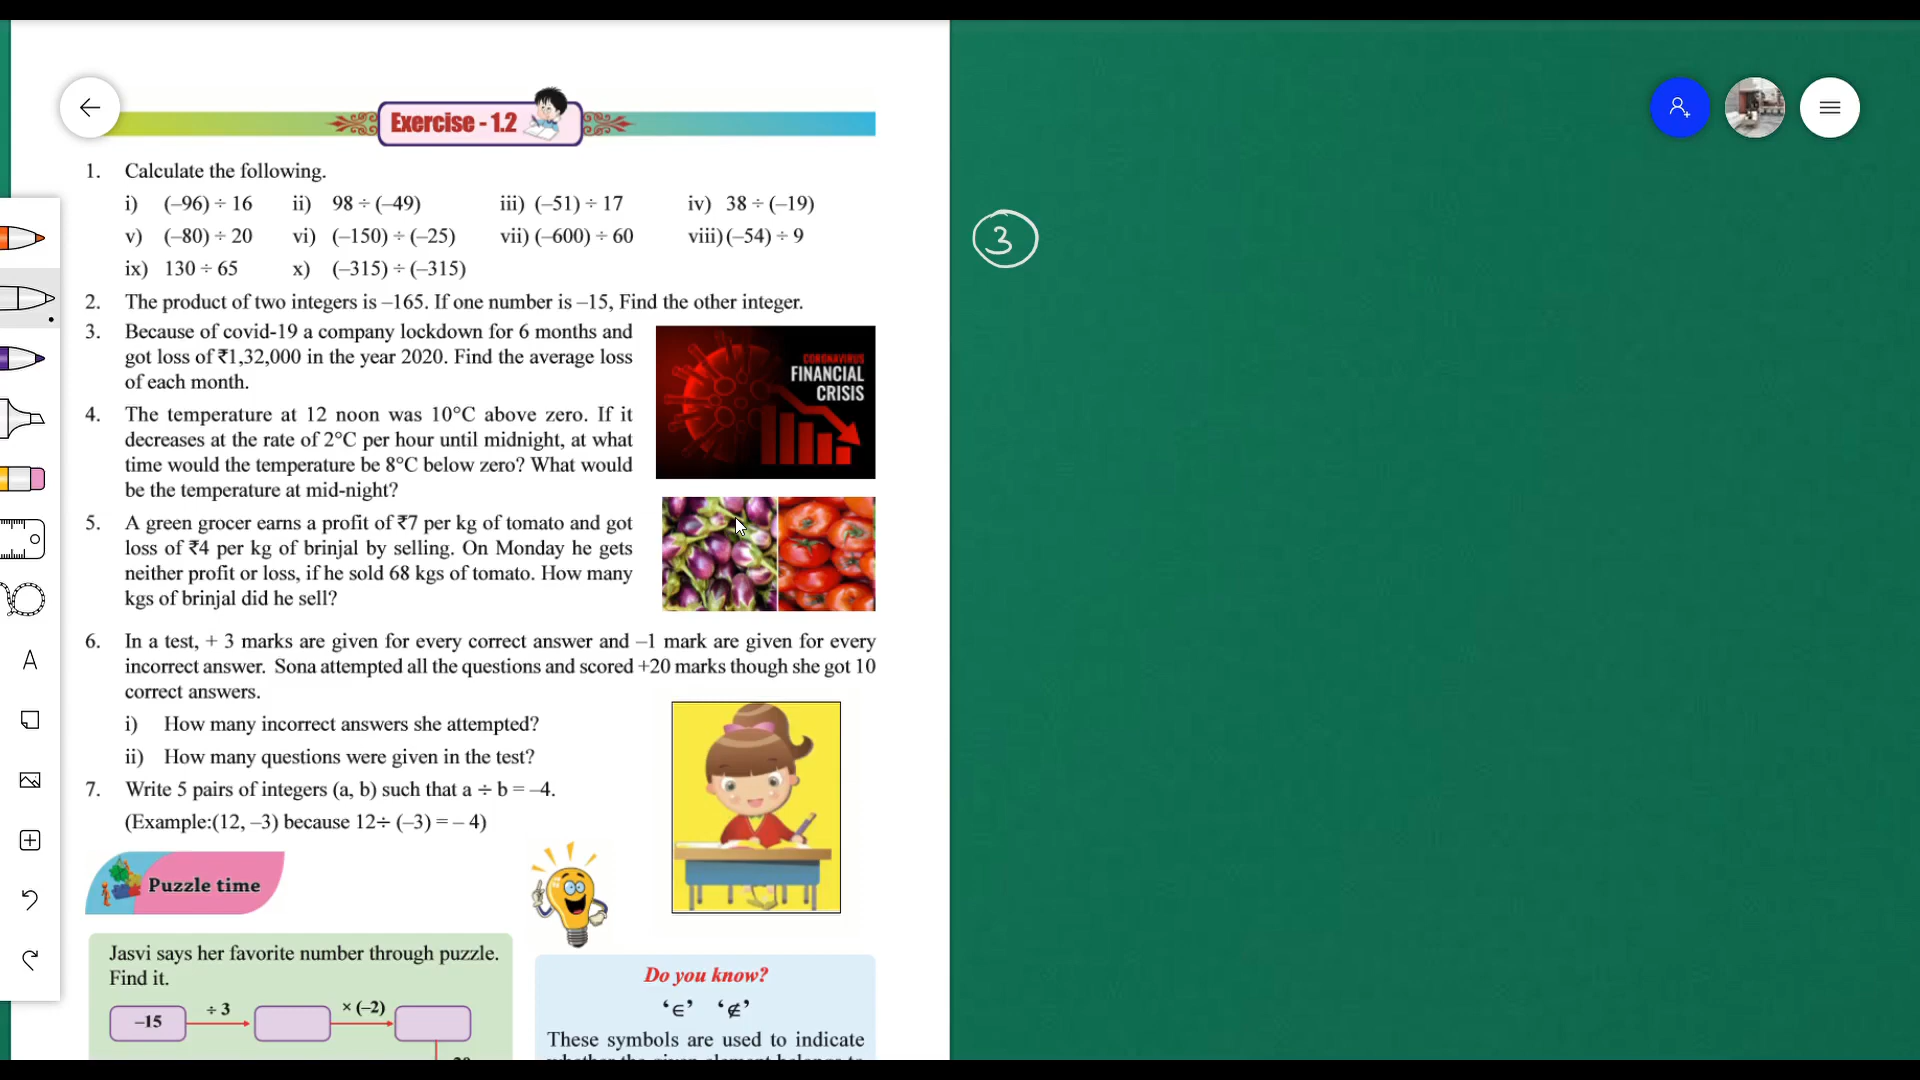 Exercise - 1.2
1. Calculate the following.
i) (–96) ÷ 16 ii) 98 ÷ (–49) iii) (–51) ÷ 17 iv) 38 ÷ (–19)
v) (–80) ÷ 20 vi) (–150) ÷ (–25) vii) (–600) ÷ 60 viii) (–54) ÷ 9
ix) 130 ÷ 65 x) (–315) ÷ (–315)
2. The product of two integers is –165. If one number is –15, Find the other integer.
3. Because of covid-19 a company lockdown for 6 months and
got loss of ₹1,32,000 in the year 2020. Find the average loss
of each month.
CORONAVIRUS
FINANCIAL
CRISIS
4. The temperature at 12 noon was 10°C above zero. If it
decreases at the rate of 2°C per hour until midnight, at what
time would the temperature be 8°C below zero? What would
be the temperature at mid-night?
5. A green grocer earns a profit of ₹7 per kg of tomato and got
loss of ₹4 per kg of brinjal by selling. On Monday he gets
neither profit or loss, if he sold 68 kgs of tomato. How many
kgs of brinjal did he sell?
6. In a test, + 3 marks are given for every correct answer and –1 mark are given for every
incorrect answer. Sona attempted all the questions and scored +20 marks though she got 10
correct answers.
i) How many incorrect answers she attempted?
ii) How many questions were given in the test?
7. Write 5 pairs of integers (a, b) such that a ÷ b = –4.
(Example:(12, –3) because 12÷ (–3) = – 4)
Puzzle time
Jasvi says her favorite number through puzzle.
Find it.
–15 ÷ 3 × (–2)
Do you know?
‘∈’ ‘∉’
These symbols are used to indicate
3
A